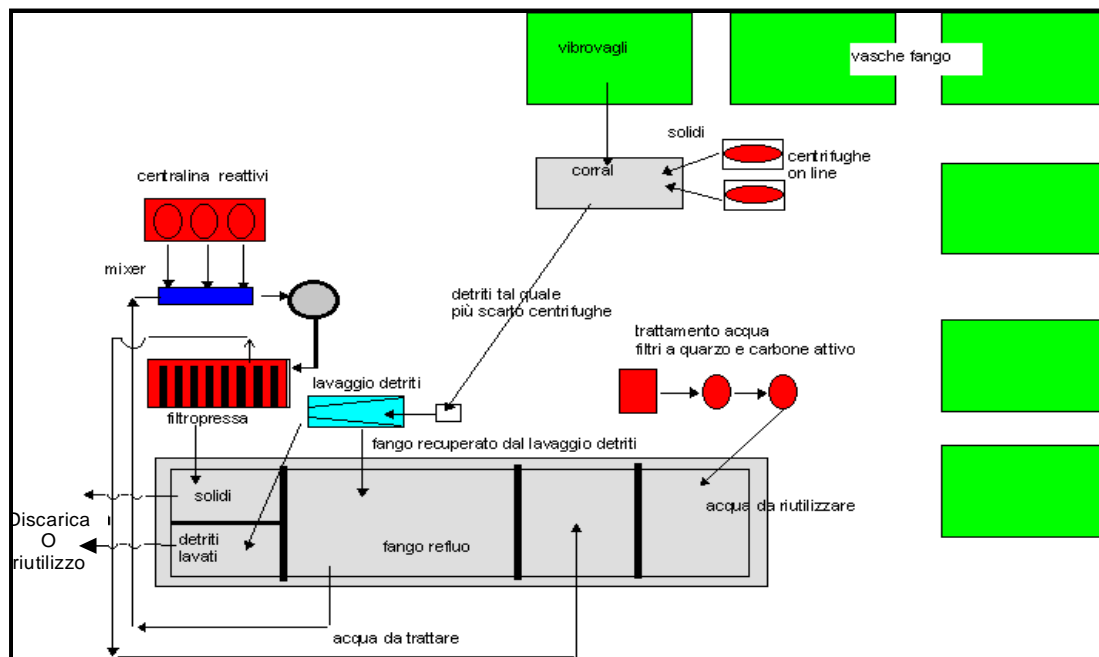 vibrovagli
vasche fango
solidi
corral
centrifughe
on line
centralina reattivi
mixer
detriti tal quale
più scarto centrifughe
trattamento acqua
filtri a quarzo e carbone attivo
lavaggio detriti
filtropressa
fango recuperato dal lavaggio detriti
solidi
acqua da riutilizzare
Discarica
O
riutilizzo
detriti
lavati
fango refluo
acqua da trattare